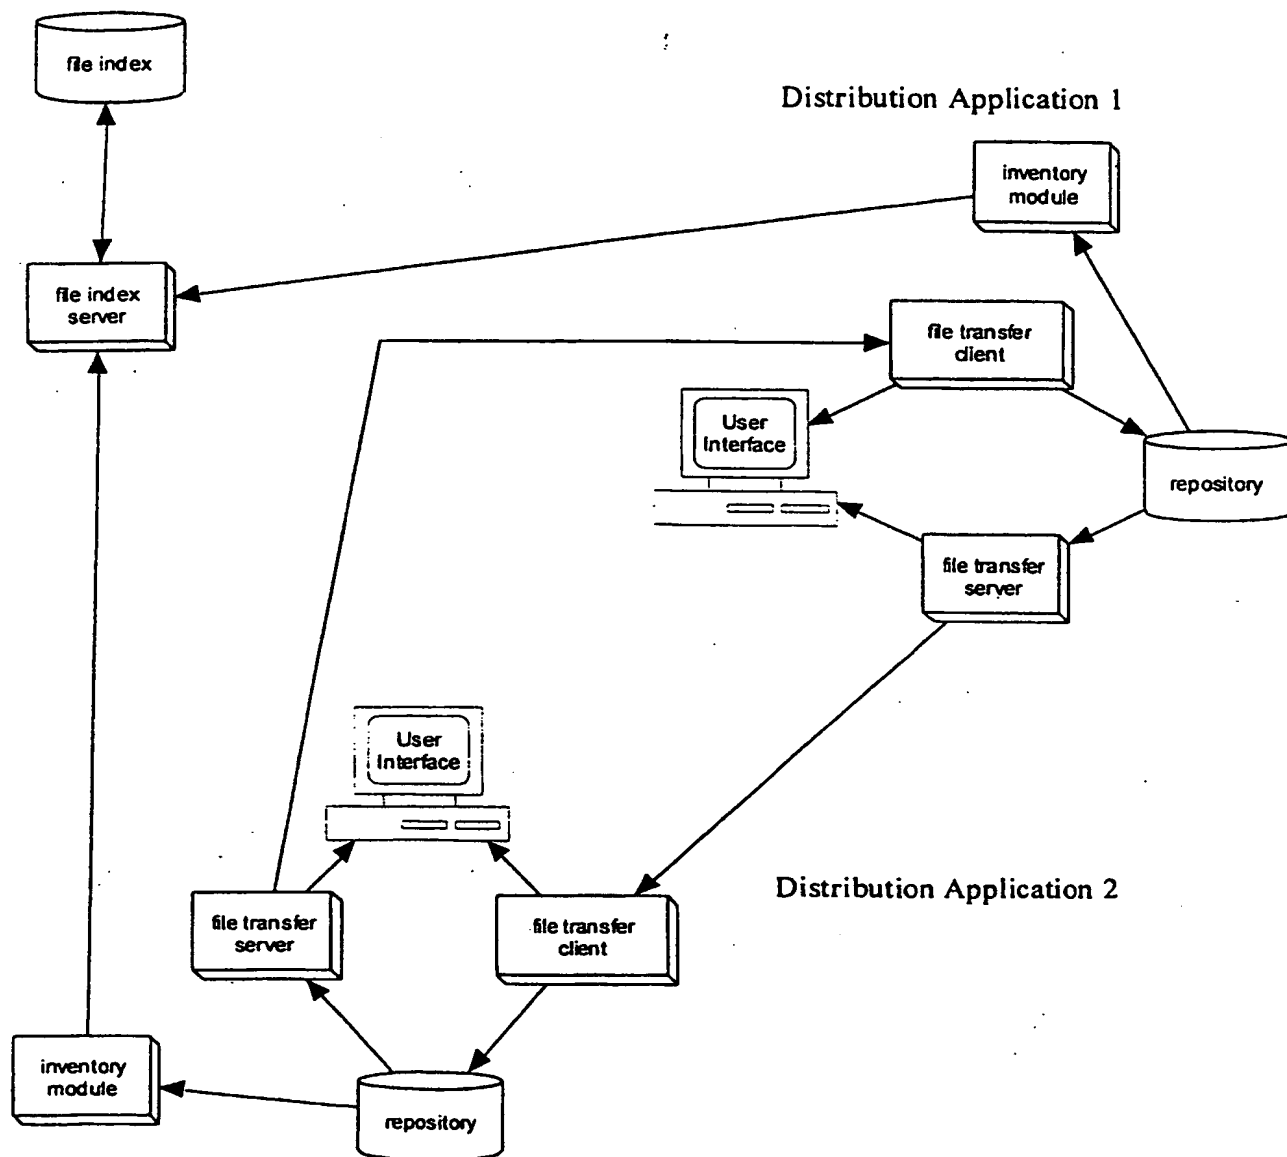 file index
Distribution Application 1
inventory
module
file index
server
file transfer
client
User
Interface
repository
file transfer
server
User
Interface
Distribution Application 2
file transfer
server
file transfer
client
inventory
module
repository